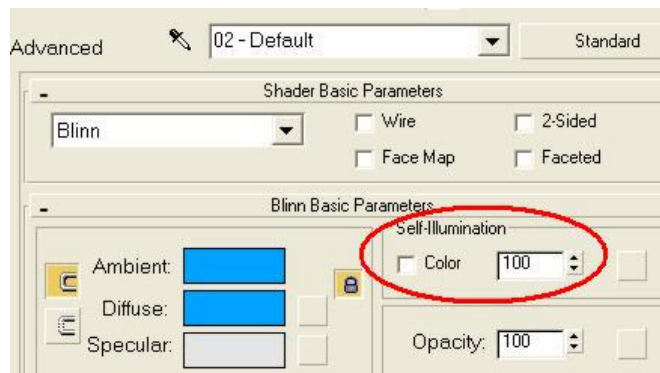 Advanced 02 - Default Standard
- Shader Basic Parameters
Blinn Wire 2-Sided
Face Map Faceted
- Blinn Basic Parameters
Self-Illumination
Ambient: Color 100
Diffuse:
Specular: Opacity: 100